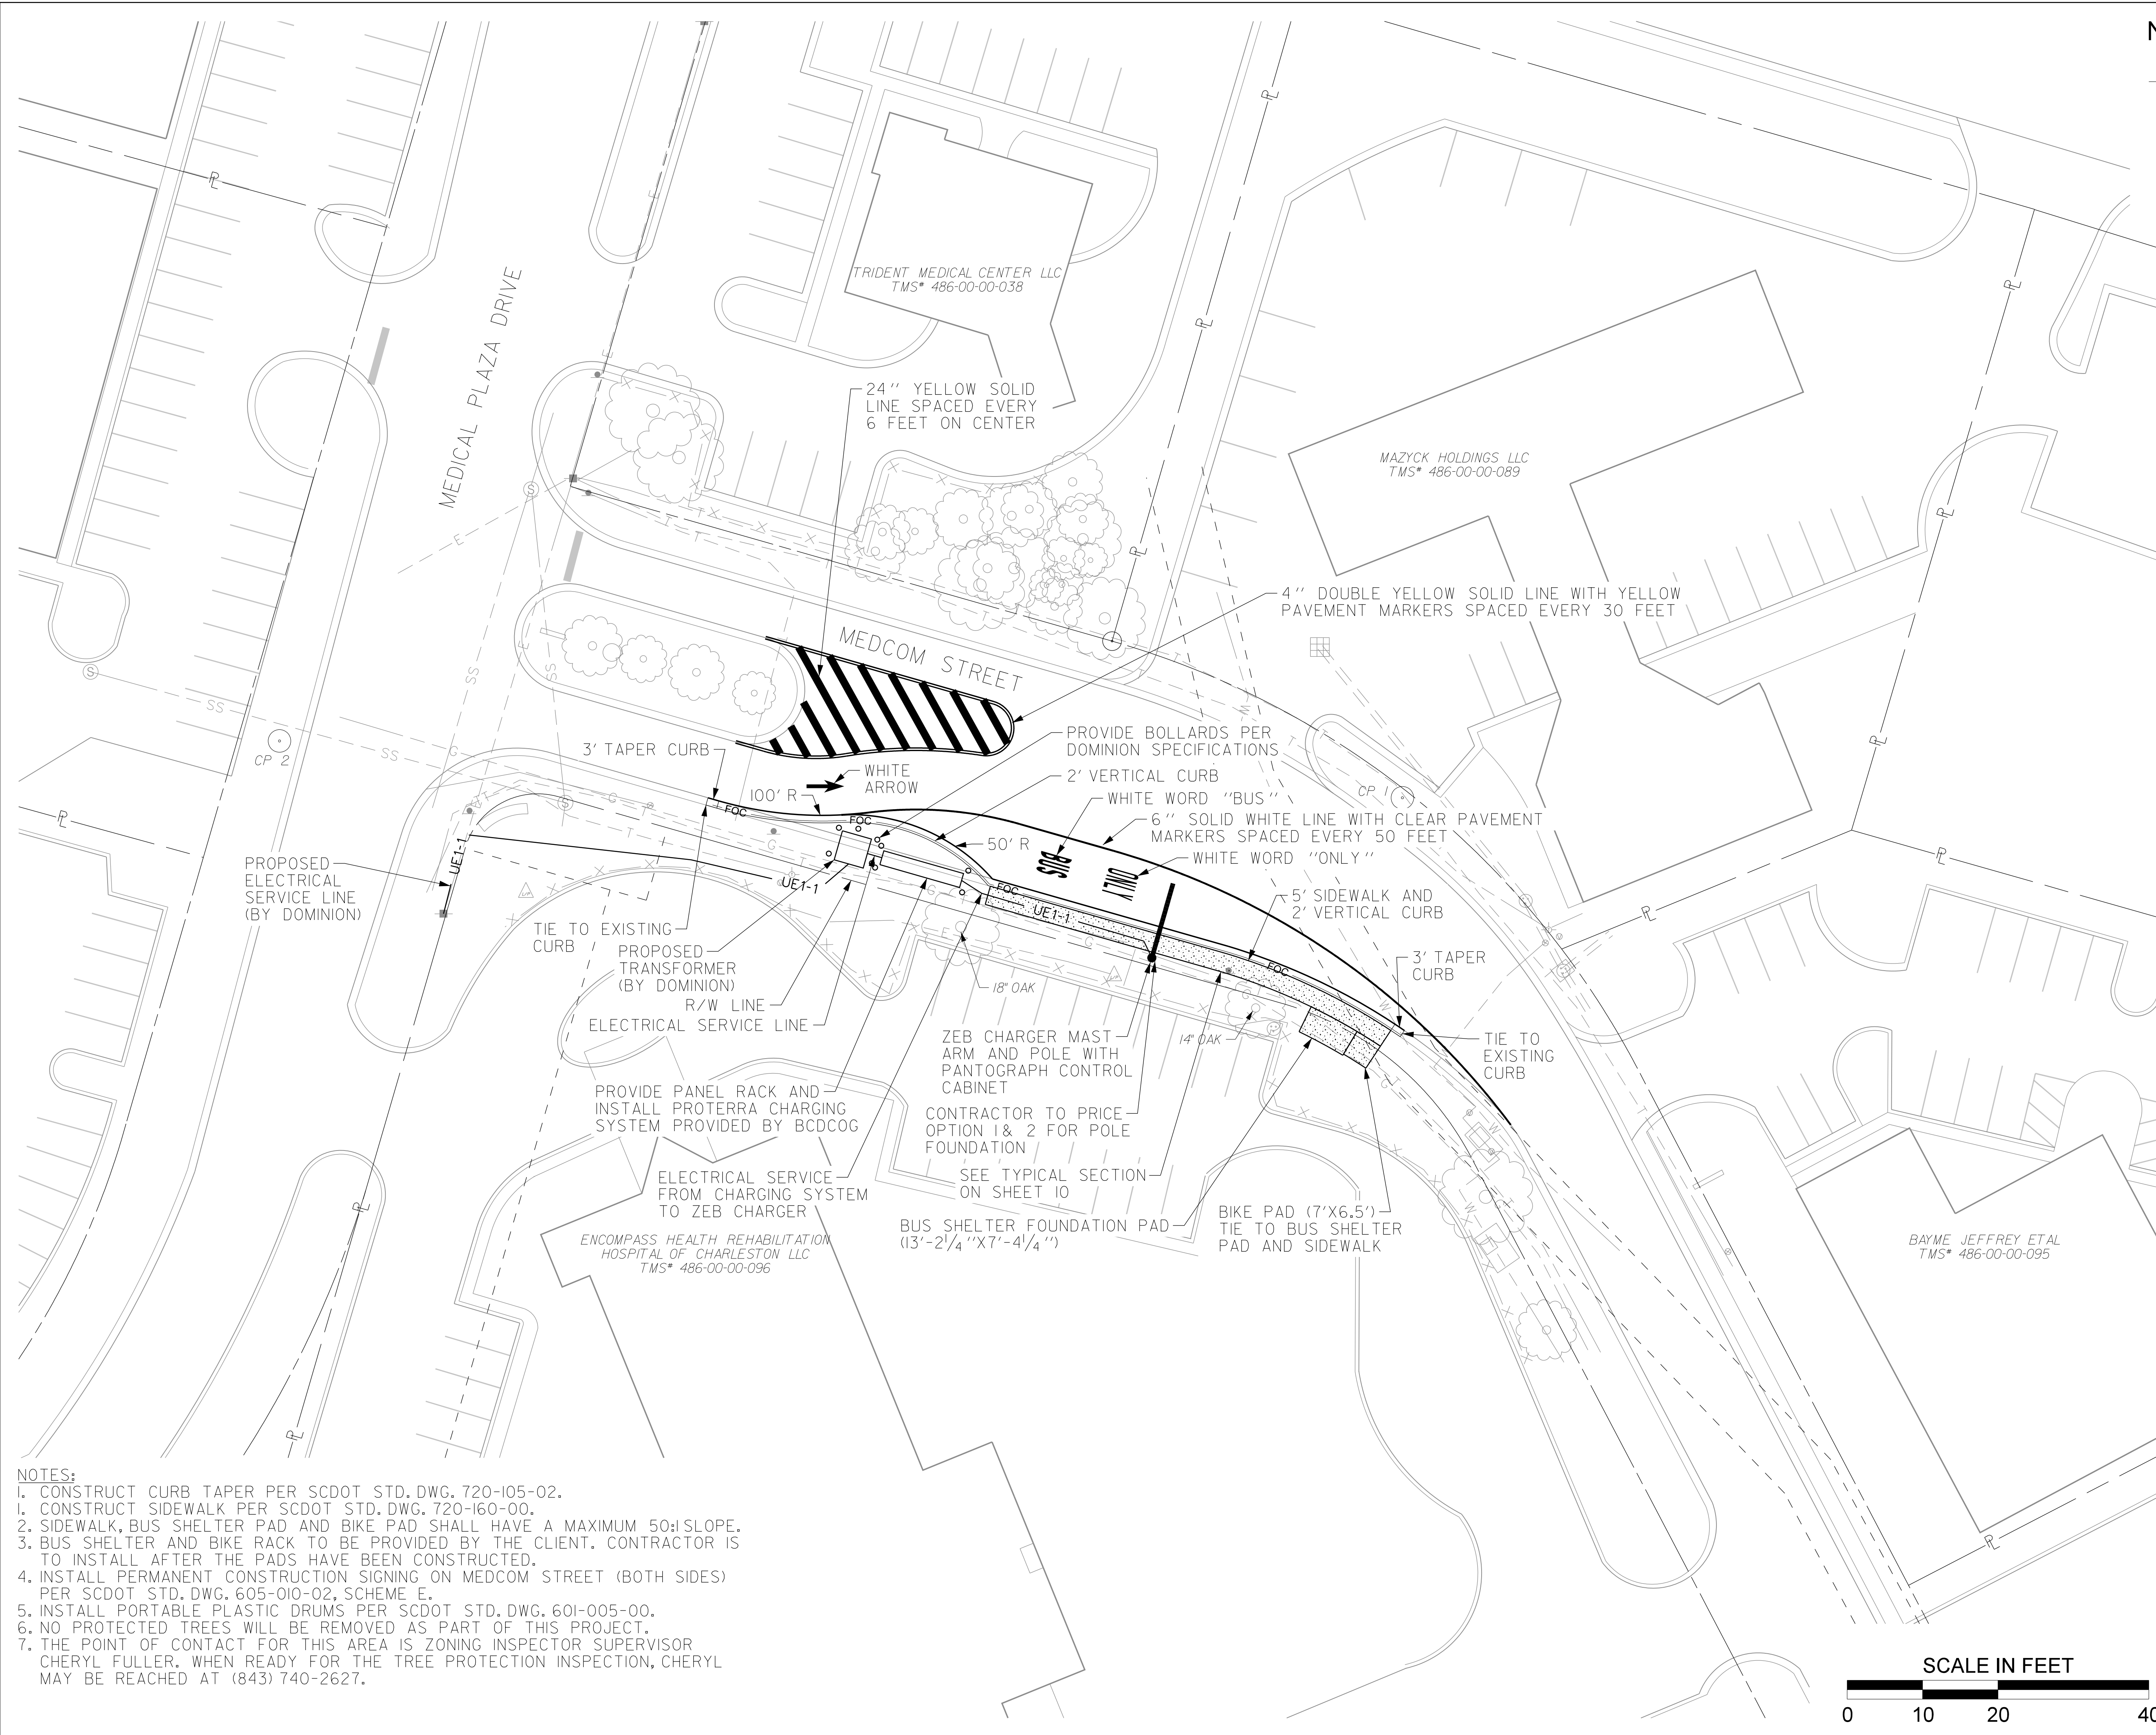 N
TRIDENT MEDICAL CENTER LLC
TMS# 486-00-00-038
MEDICAL PLAZA DRIVE
24" YELLOW SOLID
LINE SPACED EVERY
6 FEET ON CENTER
MAZYCK HOLDINGS LLC
TMS# 486-00-00-089
4" DOUBLE YELLOW SOLID LINE WITH YELLOW
PAVEMENT MARKERS SPACED EVERY 30 FEET
MEDCOM STREET
PROVIDE BOLLARDS PER
DOMINION SPECIFICATIONS
3' TAPER CURB
CP 2
WHITE
ARROW
2' VERTICAL CURB
100' R
WHITE WORD "BUS"
CP 1
6" SOLID WHITE LINE WITH CLEAR PAVEMENT
MARKERS SPACED EVERY 50 FEET
50' R
WHITE WORD "ONLY"
BUS
ONLY
FOC
FOC
FOC
FOC
UE1-1
UE1-1
UE1-1
PROPOSED
ELECTRICAL
SERVICE LINE
(BY DOMINION)
5' SIDEWALK AND
2' VERTICAL CURB
TIE TO EXISTING
CURB
PROPOSED
TRANSFORMER
(BY DOMINION)
R/W LINE
ELECTRICAL SERVICE LINE
18" OAK
14" OAK
3' TAPER
CURB
ZEB CHARGER MAST
ARM AND POLE WITH
PANTOGRAPH CONTROL
CABINET
TIE TO
EXISTING
CURB
PROVIDE PANEL RACK AND
INSTALL PROTERRA CHARGING
SYSTEM PROVIDED BY BCDCOG
CONTRACTOR TO PRICE
OPTION 1 & 2 FOR POLE
FOUNDATION
ELECTRICAL SERVICE
FROM CHARGING SYSTEM
TO ZEB CHARGER
SEE TYPICAL SECTION
ON SHEET 10
BUS SHELTER FOUNDATION PAD
(13'-2 1/4"X7'-4 1/4")
BIKE PAD (7'X6.5')
TIE TO BUS SHELTER
PAD AND SIDEWALK
ENCOMPASS HEALTH REHABILITATION
HOSPITAL OF CHARLESTON LLC
TMS# 486-00-00-096
BAYME JEFFREY ETAL
TMS# 486-00-00-095
NOTES:
1. CONSTRUCT CURB TAPER PER SCDOT STD. DWG. 720-105-02.
1. CONSTRUCT SIDEWALK PER SCDOT STD. DWG. 720-160-00.
2. SIDEWALK, BUS SHELTER PAD AND BIKE PAD SHALL HAVE A MAXIMUM 50:1 SLOPE.
3. BUS SHELTER AND BIKE RACK TO BE PROVIDED BY THE CLIENT. CONTRACTOR IS
TO INSTALL AFTER THE PADS HAVE BEEN CONSTRUCTED.
4. INSTALL PERMANENT CONSTRUCTION SIGNING ON MEDCOM STREET (BOTH SIDES)
PER SCDOT STD. DWG. 605-010-02, SCHEME E.
5. INSTALL PORTABLE PLASTIC DRUMS PER SCDOT STD. DWG. 601-005-00.
6. NO PROTECTED TREES WILL BE REMOVED AS PART OF THIS PROJECT.
7. THE POINT OF CONTACT FOR THIS AREA IS ZONING INSPECTOR SUPERVISOR
CHERYL FULLER. WHEN READY FOR THE TREE PROTECTION INSPECTION, CHERYL
MAY BE REACHED AT (843) 740-2627.
SCALE IN FEET
0 10 20 40